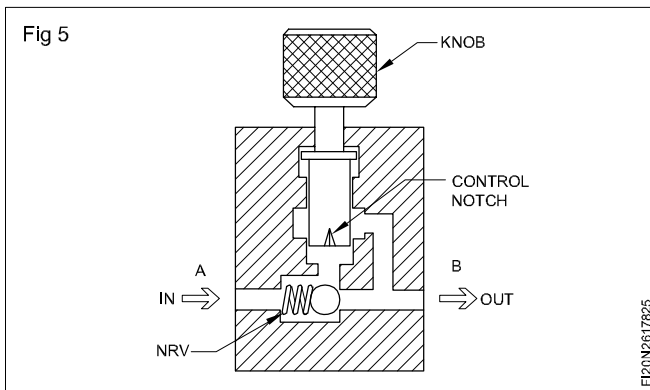 Fig 5
KNOB
CONTROL
NOTCH
A
B
IN
OUT
NRV
FI20N2617825